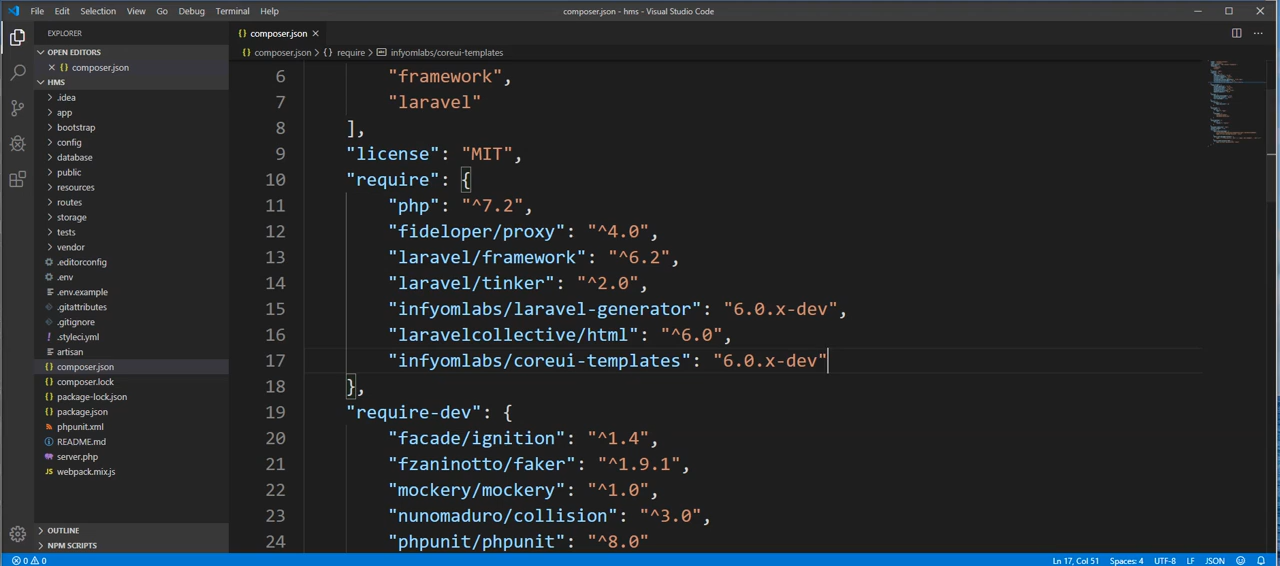 File Edit Selection View Go Debug Terminal Help
composer.json - hms - Visual Studio Code
EXPLORER
OPEN EDITORS
composer.json
HMS
.idea
app
bootstrap
config
database
public
resources
routes
storage
tests
vendor
.editorconfig
.env
.env.example
.gitattributes
.gitignore
.styleci.yml
artisan
composer.json
composer.lock
package-lock.json
package.json
phpunit.xml
README.md
server.php
webpack.mix.js
OUTLINE
NPM SCRIPTS
composer.json
composer.json > {} require > infyomlabs/coreui-templates
6 "framework",
7 "laravel"
8 ],
9 "license": "MIT",
10 "require": {
11 "php": "^7.2",
12 "fideloper/proxy": "^4.0",
13 "laravel/framework": "^6.2",
14 "laravel/tinker": "^2.0",
15 "infyomlabs/laravel-generator": "6.0.x-dev",
16 "laravelcollective/html": "^6.0",
17 "infyomlabs/coreui-templates": "6.0.x-dev"
18 },
19 "require-dev": {
20 "facade/ignition": "^1.4",
21 "fzaninotto/faker": "^1.9.1",
22 "mockery/mockery": "^1.0",
23 "nunomaduro/collision": "^3.0",
24 "phpunit/phpunit": "^8.0"
0 0 Ln 17, Col 51 Spaces: 4 UTF-8 LF JSON